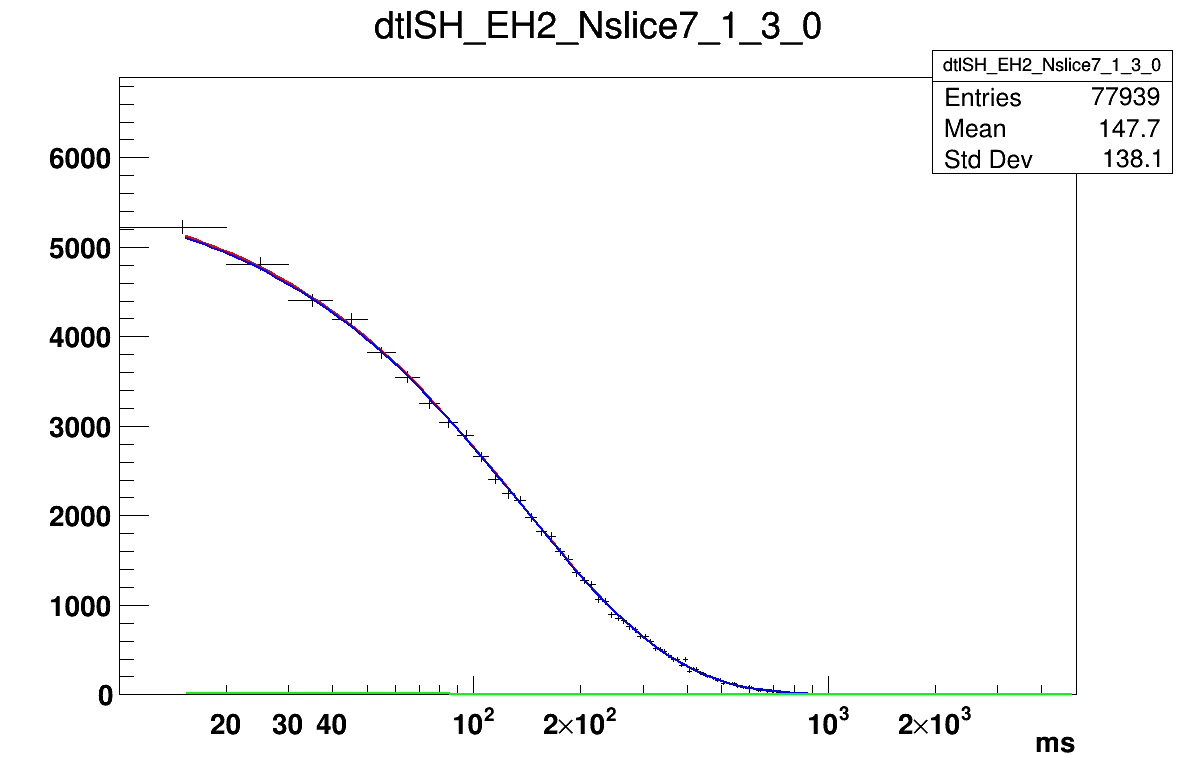 dtlSH_EH2_Nslice7_1_3_0
dtlSH_EH2_Nslice7_1_3_0
Entries 77939
Mean 147.7
Std Dev 138.1
6000
5000
4000
3000
2000
1000
0
20 30 40 10² 2×10² 10³ 2×10³
ms